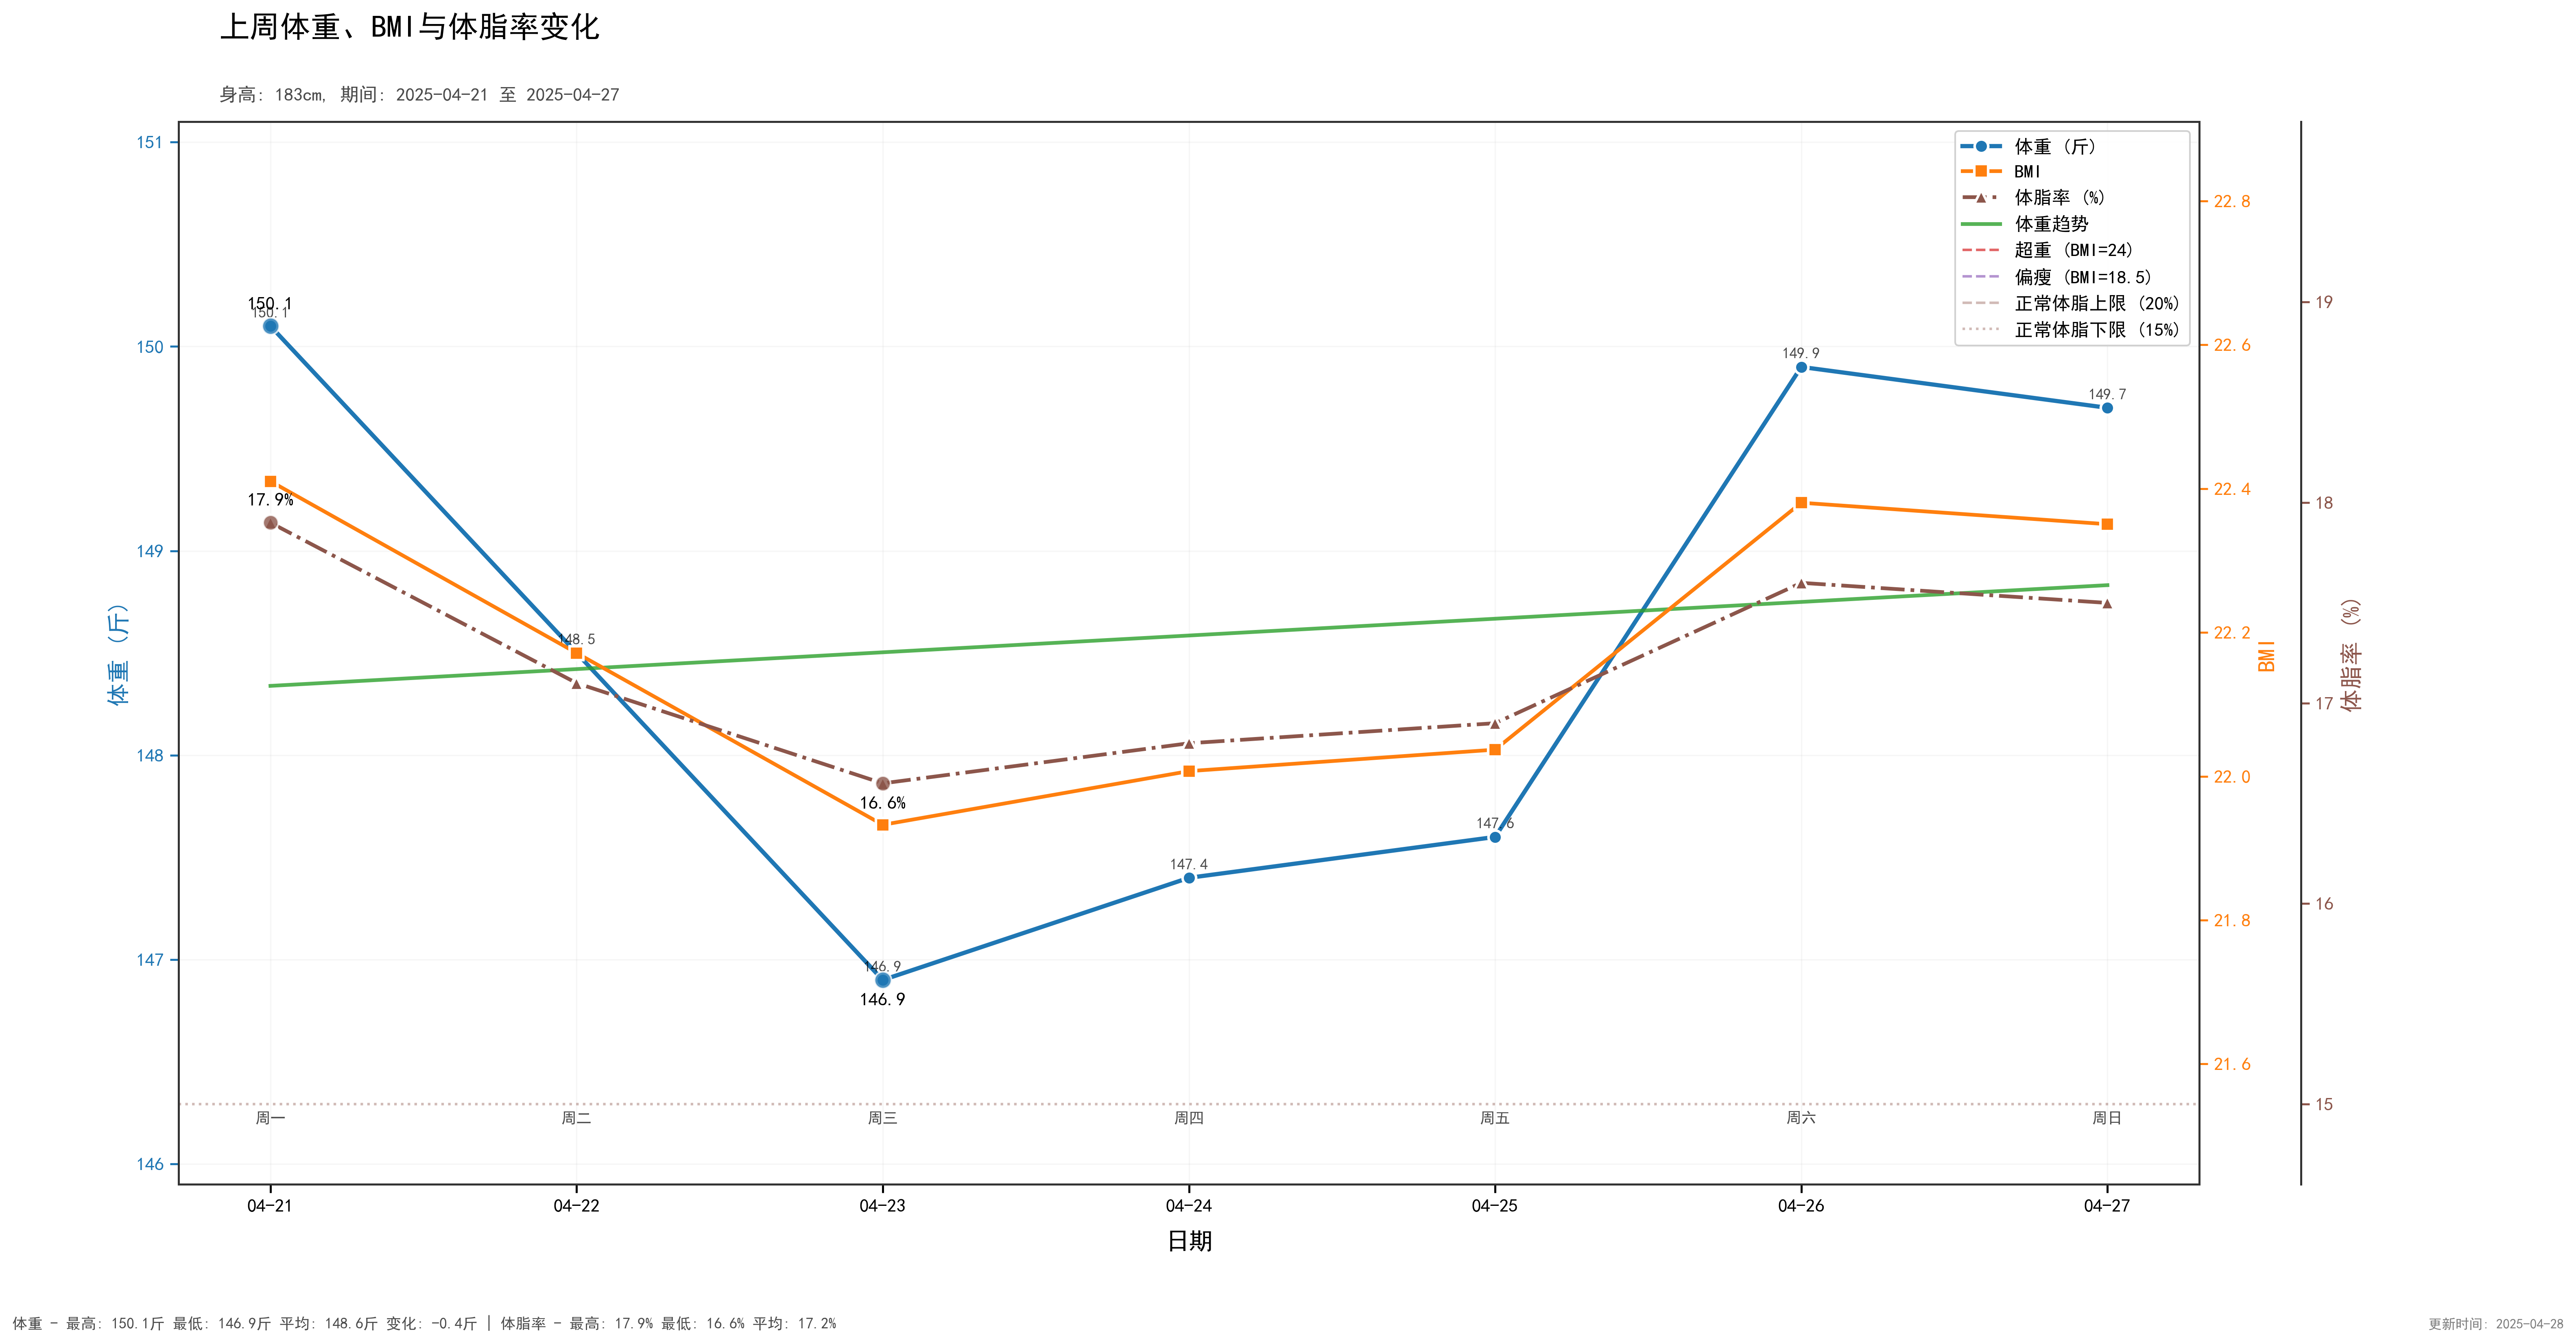 上周体重、BMI与体脂率变化
身高: 183cm, 期间: 2025-04-21 至 2025-04-27
体重 (斤)
BMI
体脂率 (%)
体重趋势
超重 (BMI=24)
偏瘦 (BMI=18.5)
正常体脂上限 (20%)
正常体脂下限 (15%)
151
150
149
148
147
146
体重 (斤)
150.1
150.1
17.9%
148.5
16.6%
146.9
146.9
147.4
147.6
149.9
149.7
22.8
22.6
22.4
22.2
22.0
21.8
21.6
BMI
19
18
17
16
15
体脂率 (%)
周一 周二 周三 周四 周五 周六 周日
04-21 04-22 04-23 04-24 04-25 04-26 04-27
日期
体重 - 最高: 150.1斤 最低: 146.9斤 平均: 148.6斤 变化: -0.4斤 | 体脂率 - 最高: 17.9% 最低: 16.6% 平均: 17.2%
更新时间: 2025-04-28